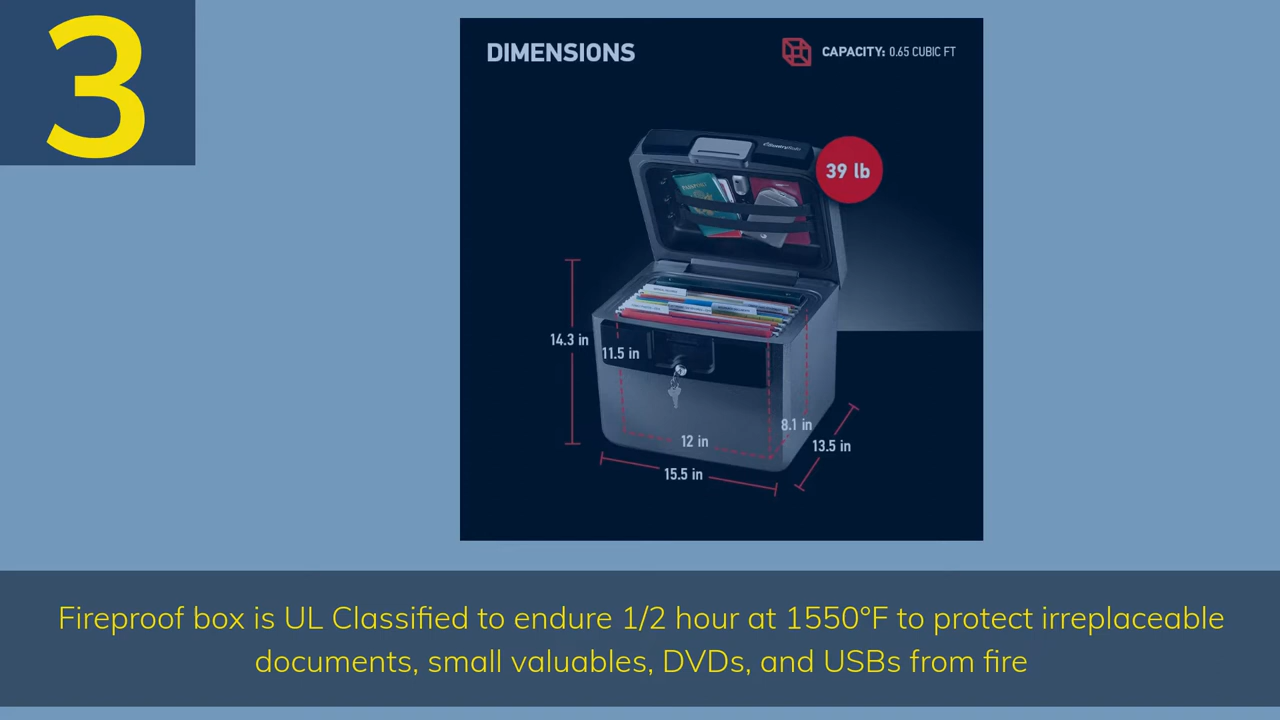 3
DIMENSIONS
CAPACITY: 0.65 CUBIC FT
SentrySafe
39 lb
PASSPORT
14.3 in
11.5 in
8.1 in
12 in
13.5 in
15.5 in
Fireproof box is UL Classified to endure 1/2 hour at 1550°F to protect irreplaceable
documents, small valuables, DVDs, and USBs from fire